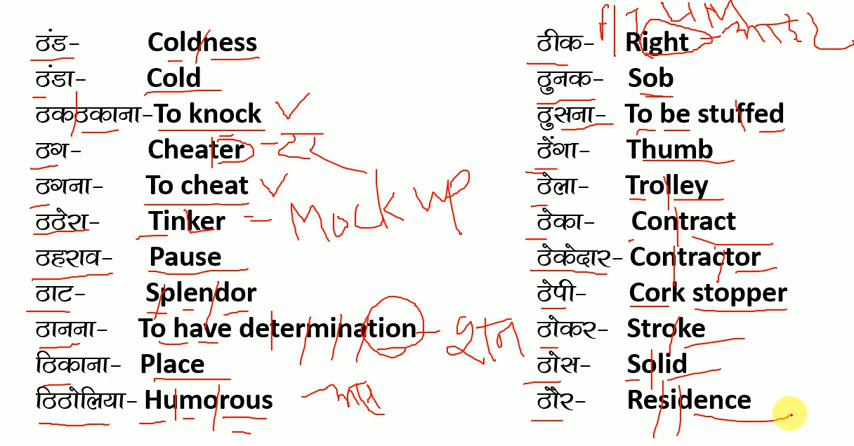 ठंड- Coldness
ठंडा- Cold
ठकठकाना- To knock
ठग- Cheater
ठगना- To cheat
ठठेरा- Tinker
Mock up
ठहराव- Pause
ठाट- Splendor
ठानना- To have determination
ठिकाना- Place
ठिठोलिया- Humorous
ठीक- Right
ठुनक- Sob
ठुसना- To be stuffed
ठेंगा- Thumb
ठेला- Trolley
ठेका- Contract
ठेकेदार- Contractor
ठेपी- Cork stopper
ठोकर- Stroke
ठोस- Solid
ठौर- Residence